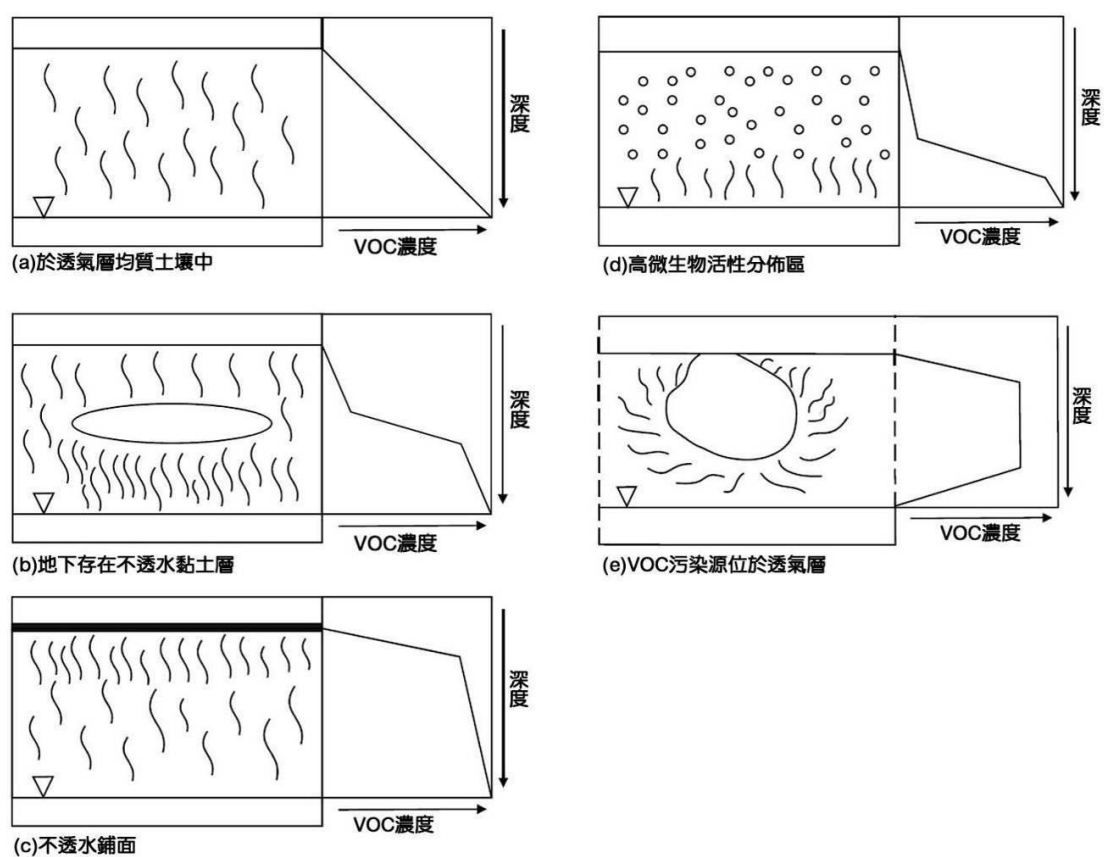 深度
VOC濃度
(a)於透氣層均質土壤中
深度
VOC濃度
(b)地下存在不透水黏土層
深度
VOC濃度
(c)不透水鋪面
深度
VOC濃度
(d)高微生物活性分佈區
深度
VOC濃度
(e)VOC污染源位於透氣層